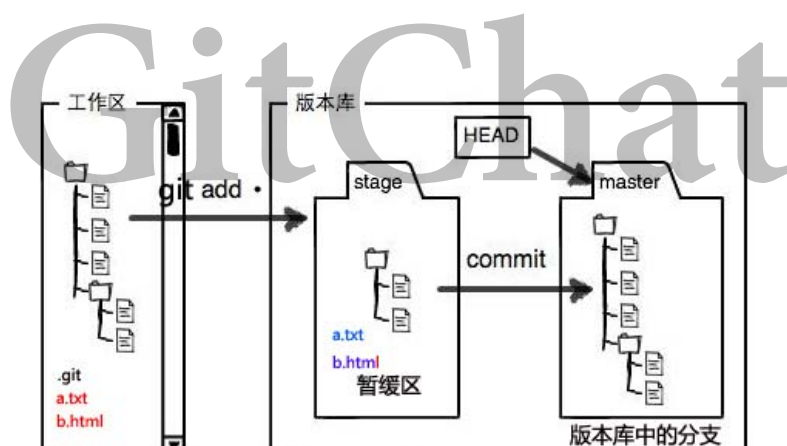 GitChat
工作区
版本库
HEAD
stage
master
git add .
commit
a.txt
b.html
暂缓区
.git
a.txt
b.html
版本库中的分支